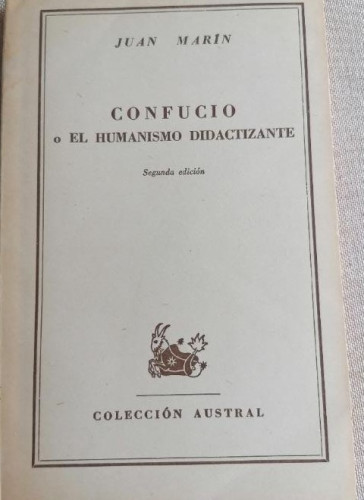 JUAN MARÍN
CONFUCIO
o EL HUMANISMO DIDACTIZANTE
Segunda edición
COLECCIÓN AUSTRAL